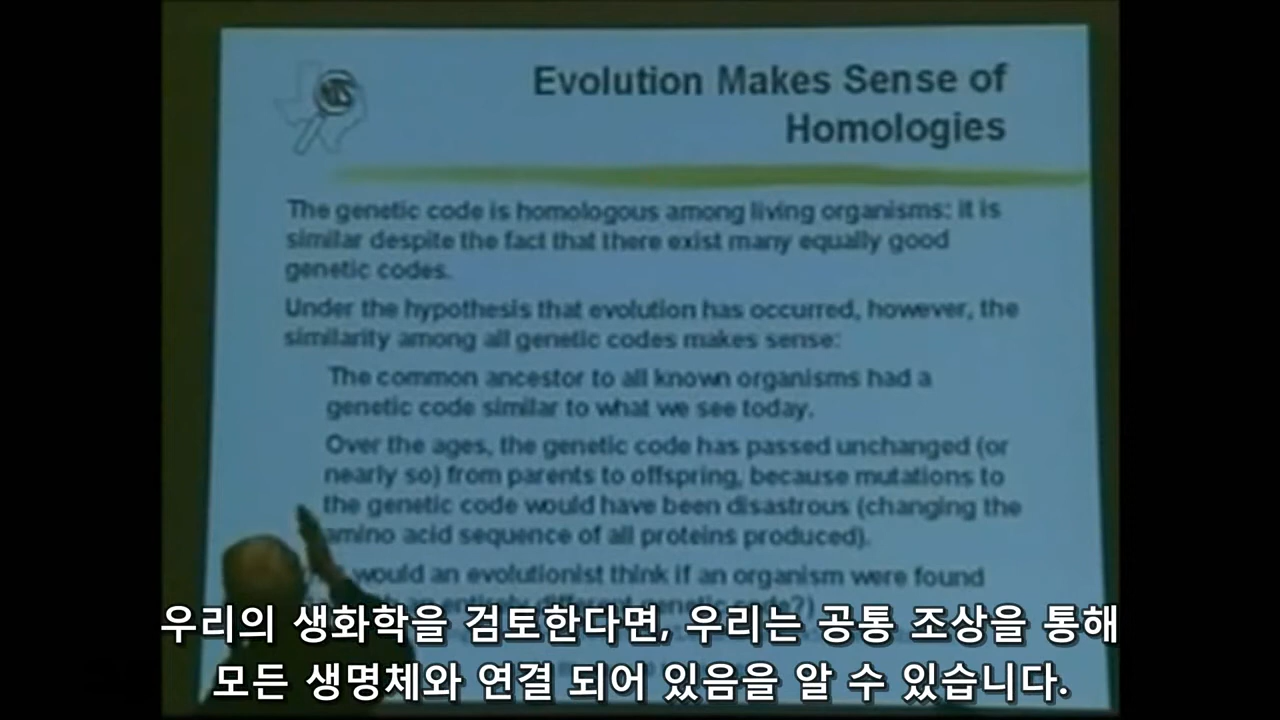 Evolution Makes Sense of
Homologies
The genetic code is homologous among living organisms: it is
similar despite the fact that there exist many equally good
genetic codes.
Under the hypothesis that evolution has occurred, however, the
similarity among all genetic codes makes sense:
The common ancestor to all known organisms had a
genetic code similar to what we see today.
Over the ages, the genetic code has passed unchanged (or
nearly so) from parents to offspring, because mutations to
the genetic code would have been disastrous (changing the
amino acid sequence of all proteins produced).
would an evolutionist think if an organism were found
우리의 생화학을 검토한다면, 우리는 공통 조상을 통해
모든 생명체와 연결 되어 있음을 알 수 있습니다.